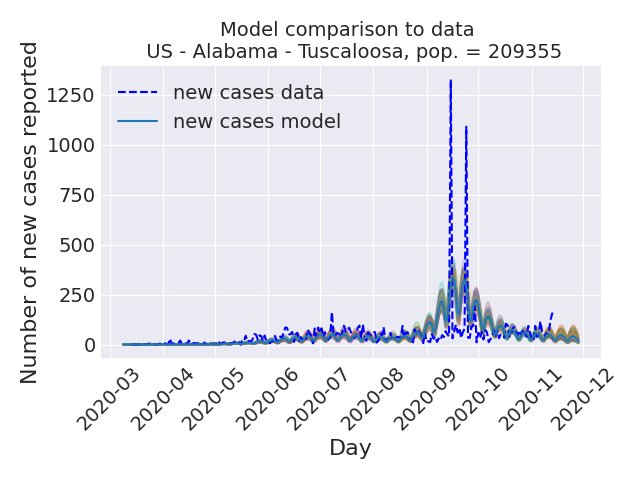 Model comparison to data
US - Alabama - Tuscaloosa, pop. = 209355
Number of new cases reported
1250
1000
750
500
250
0
new cases data
new cases model
2020-03
2020-04
2020-05
2020-06
2020-07
2020-08
2020-09
2020-10
2020-11
2020-12
Day